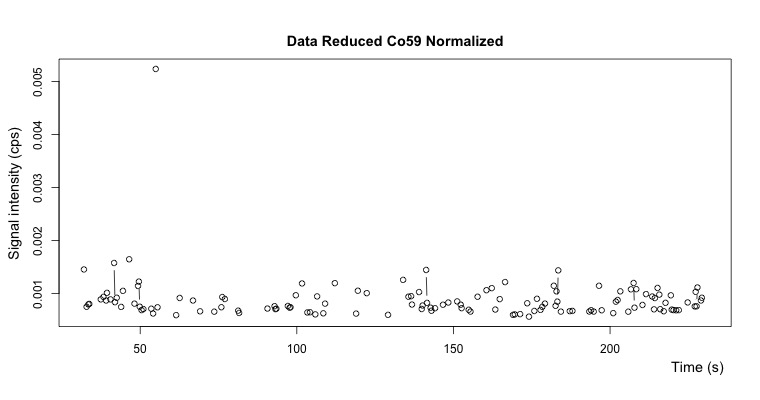 Data Reduced Co59 Normalized
Signal intensity (cps)
0.005
0.004
0.003
0.002
0.001
50 100 150 200
Time (s)